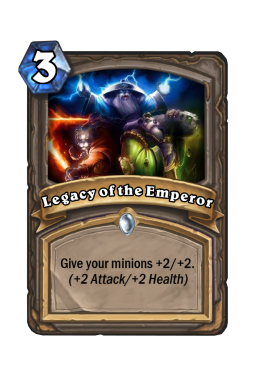 3
Legacy of the Emperor
Give your minions +2/+2.
(+2 Attack/+2 Health)